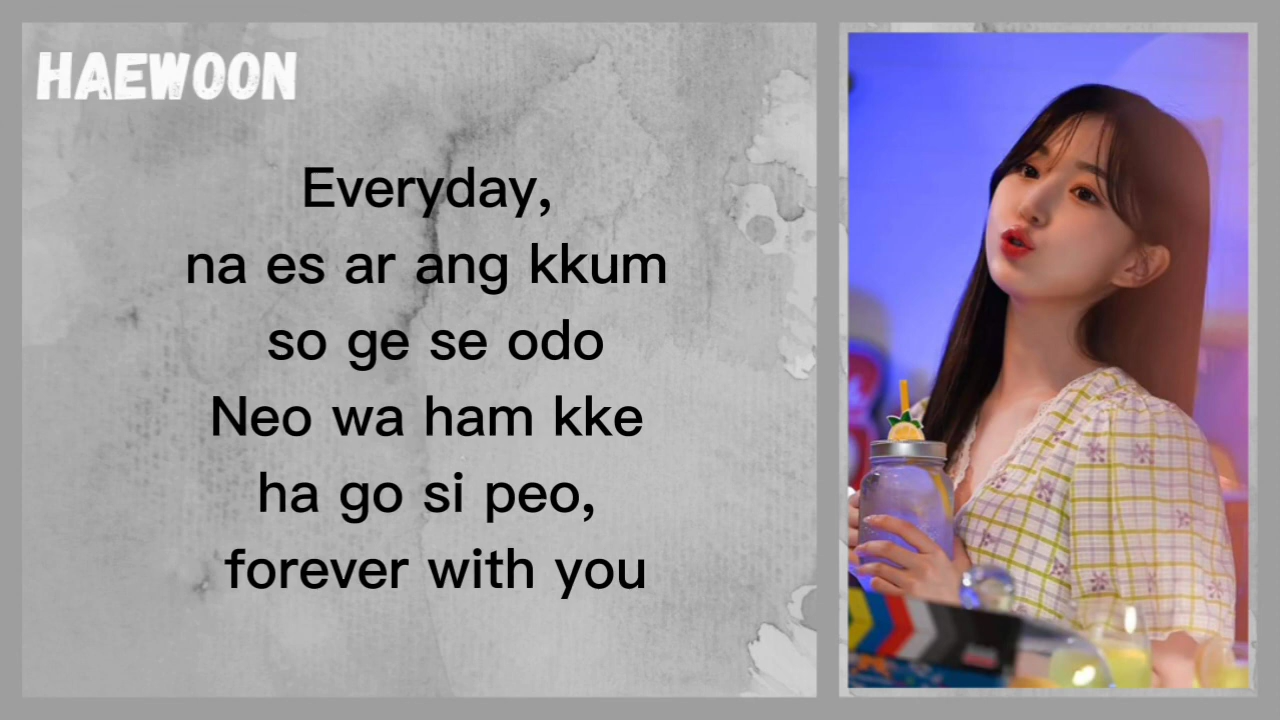 HAEWOON
Everyday,
na es ar ang kkum
so ge se odo
Neo wa ham kke
ha go si peo,
forever with you